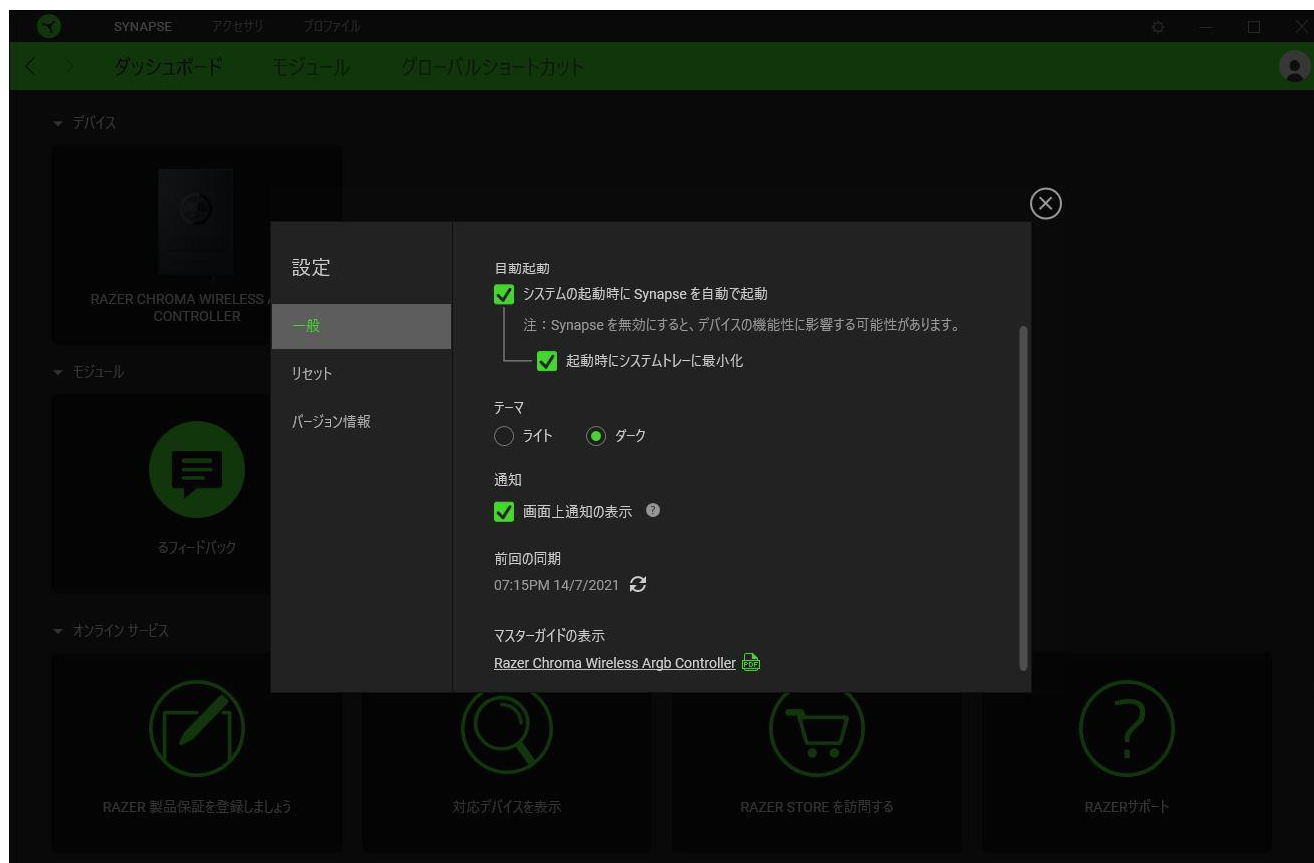 SYNAPSE アクセサリ プロファイル
ダッシュボード モジュール グローバルショートカット
デバイス
RAZER CHROMA WIRELESS
CONTROLLER
モジュール
るフィードバック
オンライン サービス
RAZER 製品保証を登録しましょう
対応デバイスを表示
RAZER STORE を訪問する
RAZERサポート
設定
一般
リセット
バージョン情報
自動起動
システムの起動時に Synapse を自動で起動
注：Synapse を無効にすると、デバイスの機能性に影響する可能性があります。
起動時にシステムトレーに最小化
テーマ
ライト ダーク
通知
画面上通知の表示 ?
前回の同期
07:15PM 14/7/2021
マスターガイドの表示
Razer Chroma Wireless Argb Controller PDF